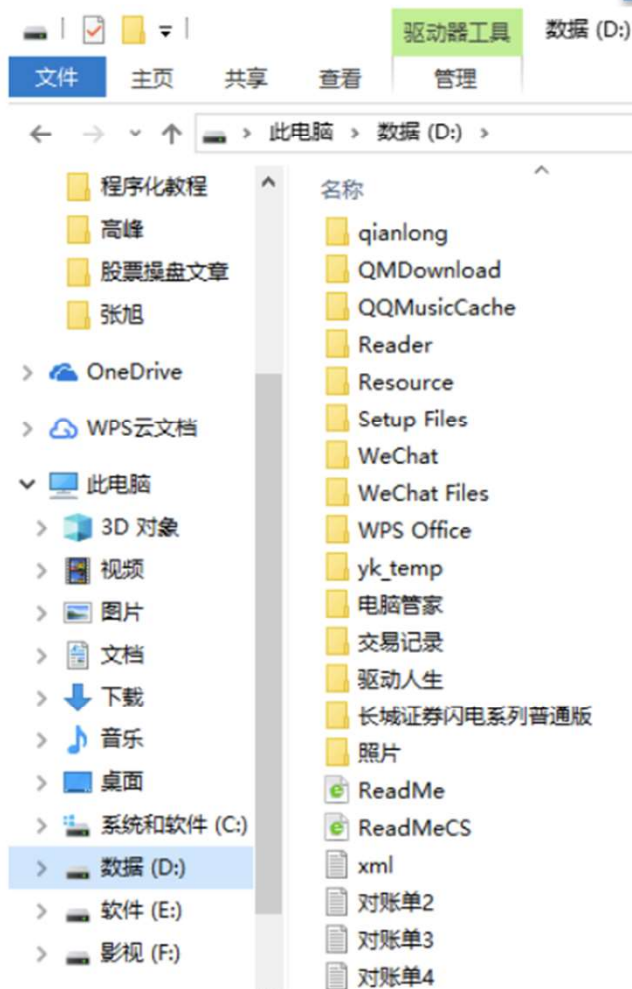 驱动器工具 数据 (D:)
文件 主页 共享 查看 管理
此电脑 数据 (D:)
程序化教程
高峰
股票操盘文章
张旭
OneDrive
WPS云文档
此电脑
3D 对象
视频
图片
文档
下载
音乐
桌面
系统和软件 (C:)
数据 (D:)
软件 (E:)
影视 (F:)
名称
qianlong
QMDownload
QQMusicCache
Reader
Resource
Setup Files
WeChat
WeChat Files
WPS Office
yk_temp
电脑管家
交易记录
驱动人生
长城证券闪电系列普通版
照片
ReadMe
ReadMeCS
xml
对账单2
对账单3
对账单4